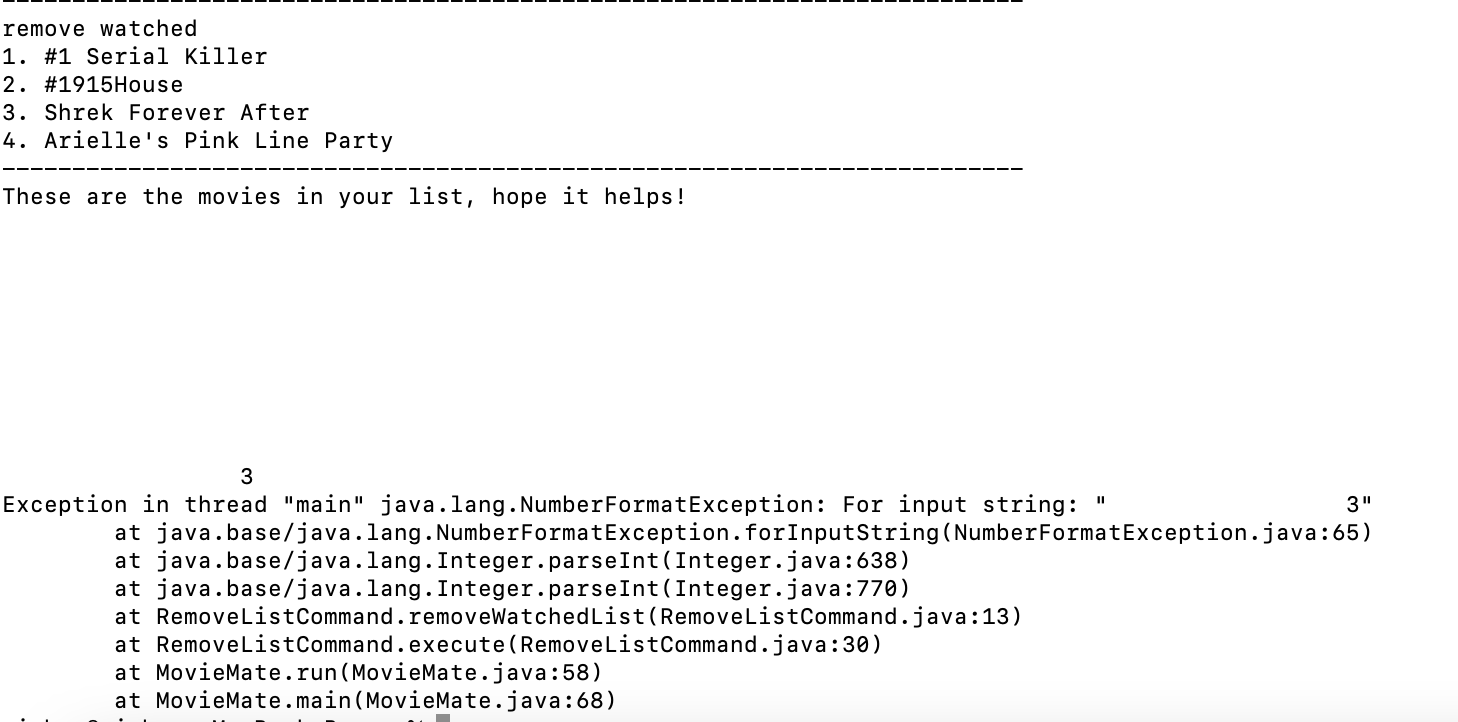 remove watched
1. #1 Serial Killer
2. #1915House
3. Shrek Forever After
4. Arielle's Pink Line Party
These are the movies in your list, hope it helps!
3
Exception in thread "main" java.lang.NumberFormatException: For input string: "                 3"
at java.base/java.lang.NumberFormatException.forInputString(NumberFormatException.java:65)
at java.base/java.lang.Integer.parseInt(Integer.java:638)
at java.base/java.lang.Integer.parseInt(Integer.java:770)
at RemoveListCommand.removeWatchedList(RemoveListCommand.java:13)
at RemoveListCommand.execute(RemoveListCommand.java:30)
at MovieMate.run(MovieMate.java:58)
at MovieMate.main(MovieMate.java:68)